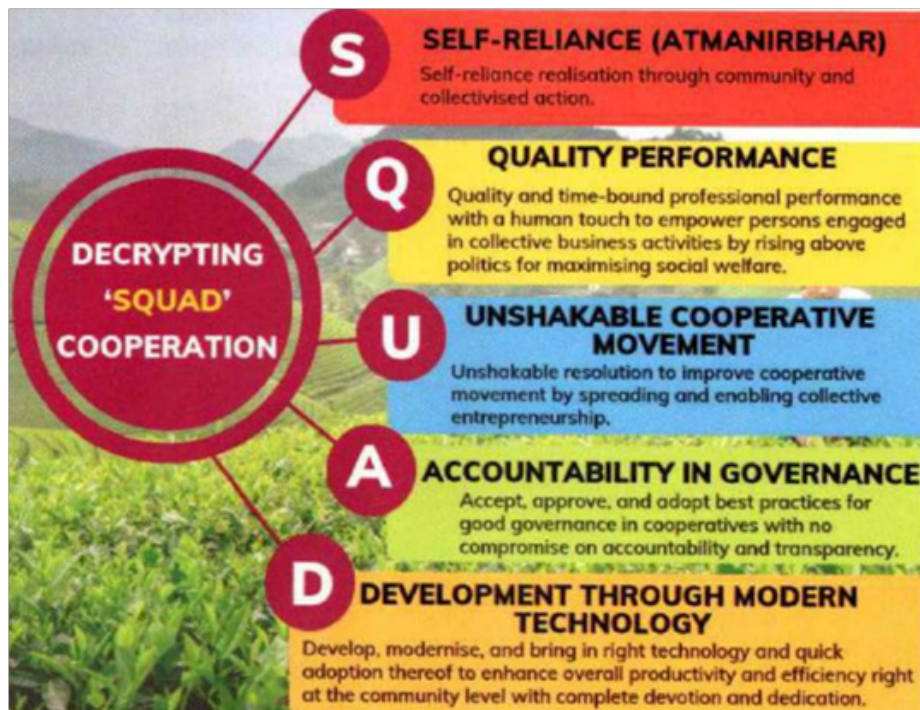 DECRYPTING
‘SQUAD’
COOPERATION
S
SELF-RELIANCE (ATMANIRBHAR)
Self-reliance realisation through community and
collectivised action.
Q
QUALITY PERFORMANCE
Quality and time-bound professional performance
with a human touch to empower persons engaged
in collective business activities by rising above
politics for maximising social welfare.
U
UNSHAKABLE COOPERATIVE
MOVEMENT
Unshakable resolution to improve cooperative
movement by spreading and enabling collective
entrepreneurship.
A
ACCOUNTABILITY IN GOVERNANCE
Accept, approve, and adopt best practices for
good governance in cooperatives with no
compromise on accountability and transparency.
D
DEVELOPMENT THROUGH MODERN
TECHNOLOGY
Develop, modernise, and bring in right technology and quick
adoption thereof to enhance overall productivity and efficiency right
at the community level with complete devotion and dedication.